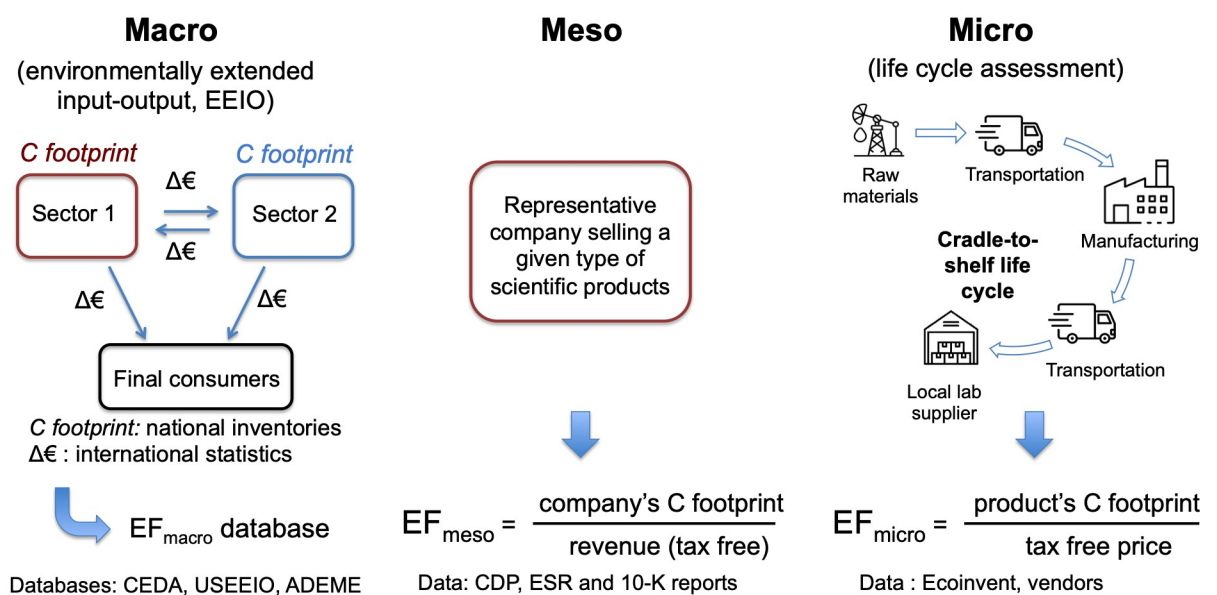 Macro
(environmentally extended
input-output, EEIO)
C footprint
C footprint
Sector 1
Δ€
Δ€
Sector 2
Δ€
Δ€
Final consumers
C footprint: national inventories
Δ€ : international statistics
EFmacro database
Databases: CEDA, USEEIO, ADEME
Meso
Representative
company selling a
given type of
scientific products
EFmeso =
company's C footprint
revenue (tax free)
Data: CDP, ESR and 10-K reports
Micro
(life cycle assessment)
Raw
materials
Transportation
Manufacturing
Cradle-to-
shelf life
cycle
Transportation
Local lab
supplier
EFmicro =
product's C footprint
tax free price
Data : Ecoinvent, vendors